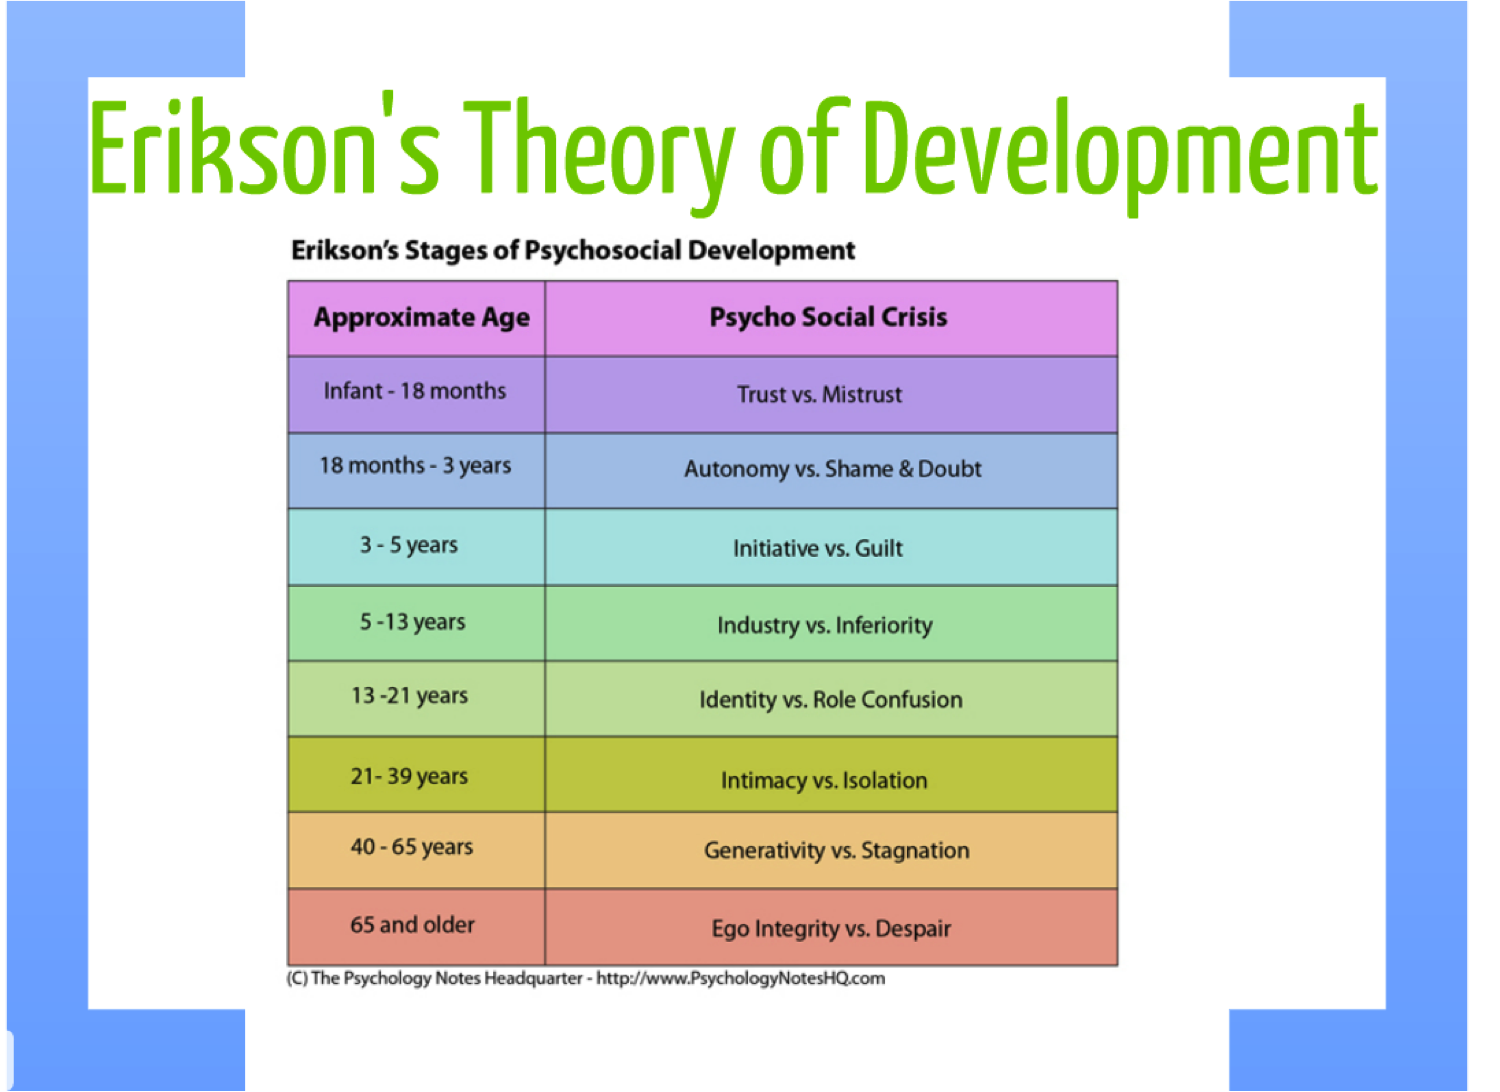 Erikson's Theory of Development
Erikson's Stages of Psychosocial Development
Approximate Age Psycho Social Crisis
Infant - 18 months Trust vs. Mistrust
18 months - 3 years Autonomy vs. Shame & Doubt
3 - 5 years Initiative vs. Guilt
5 -13 years Industry vs. Inferiority
13 -21 years Identity vs. Role Confusion
21- 39 years Intimacy vs. Isolation
40 - 65 years Generativity vs. Stagnation
65 and older Ego Integrity vs. Despair
(C) The Psychology Notes Headquarter - http://www.PsychologyNotesHQ.com